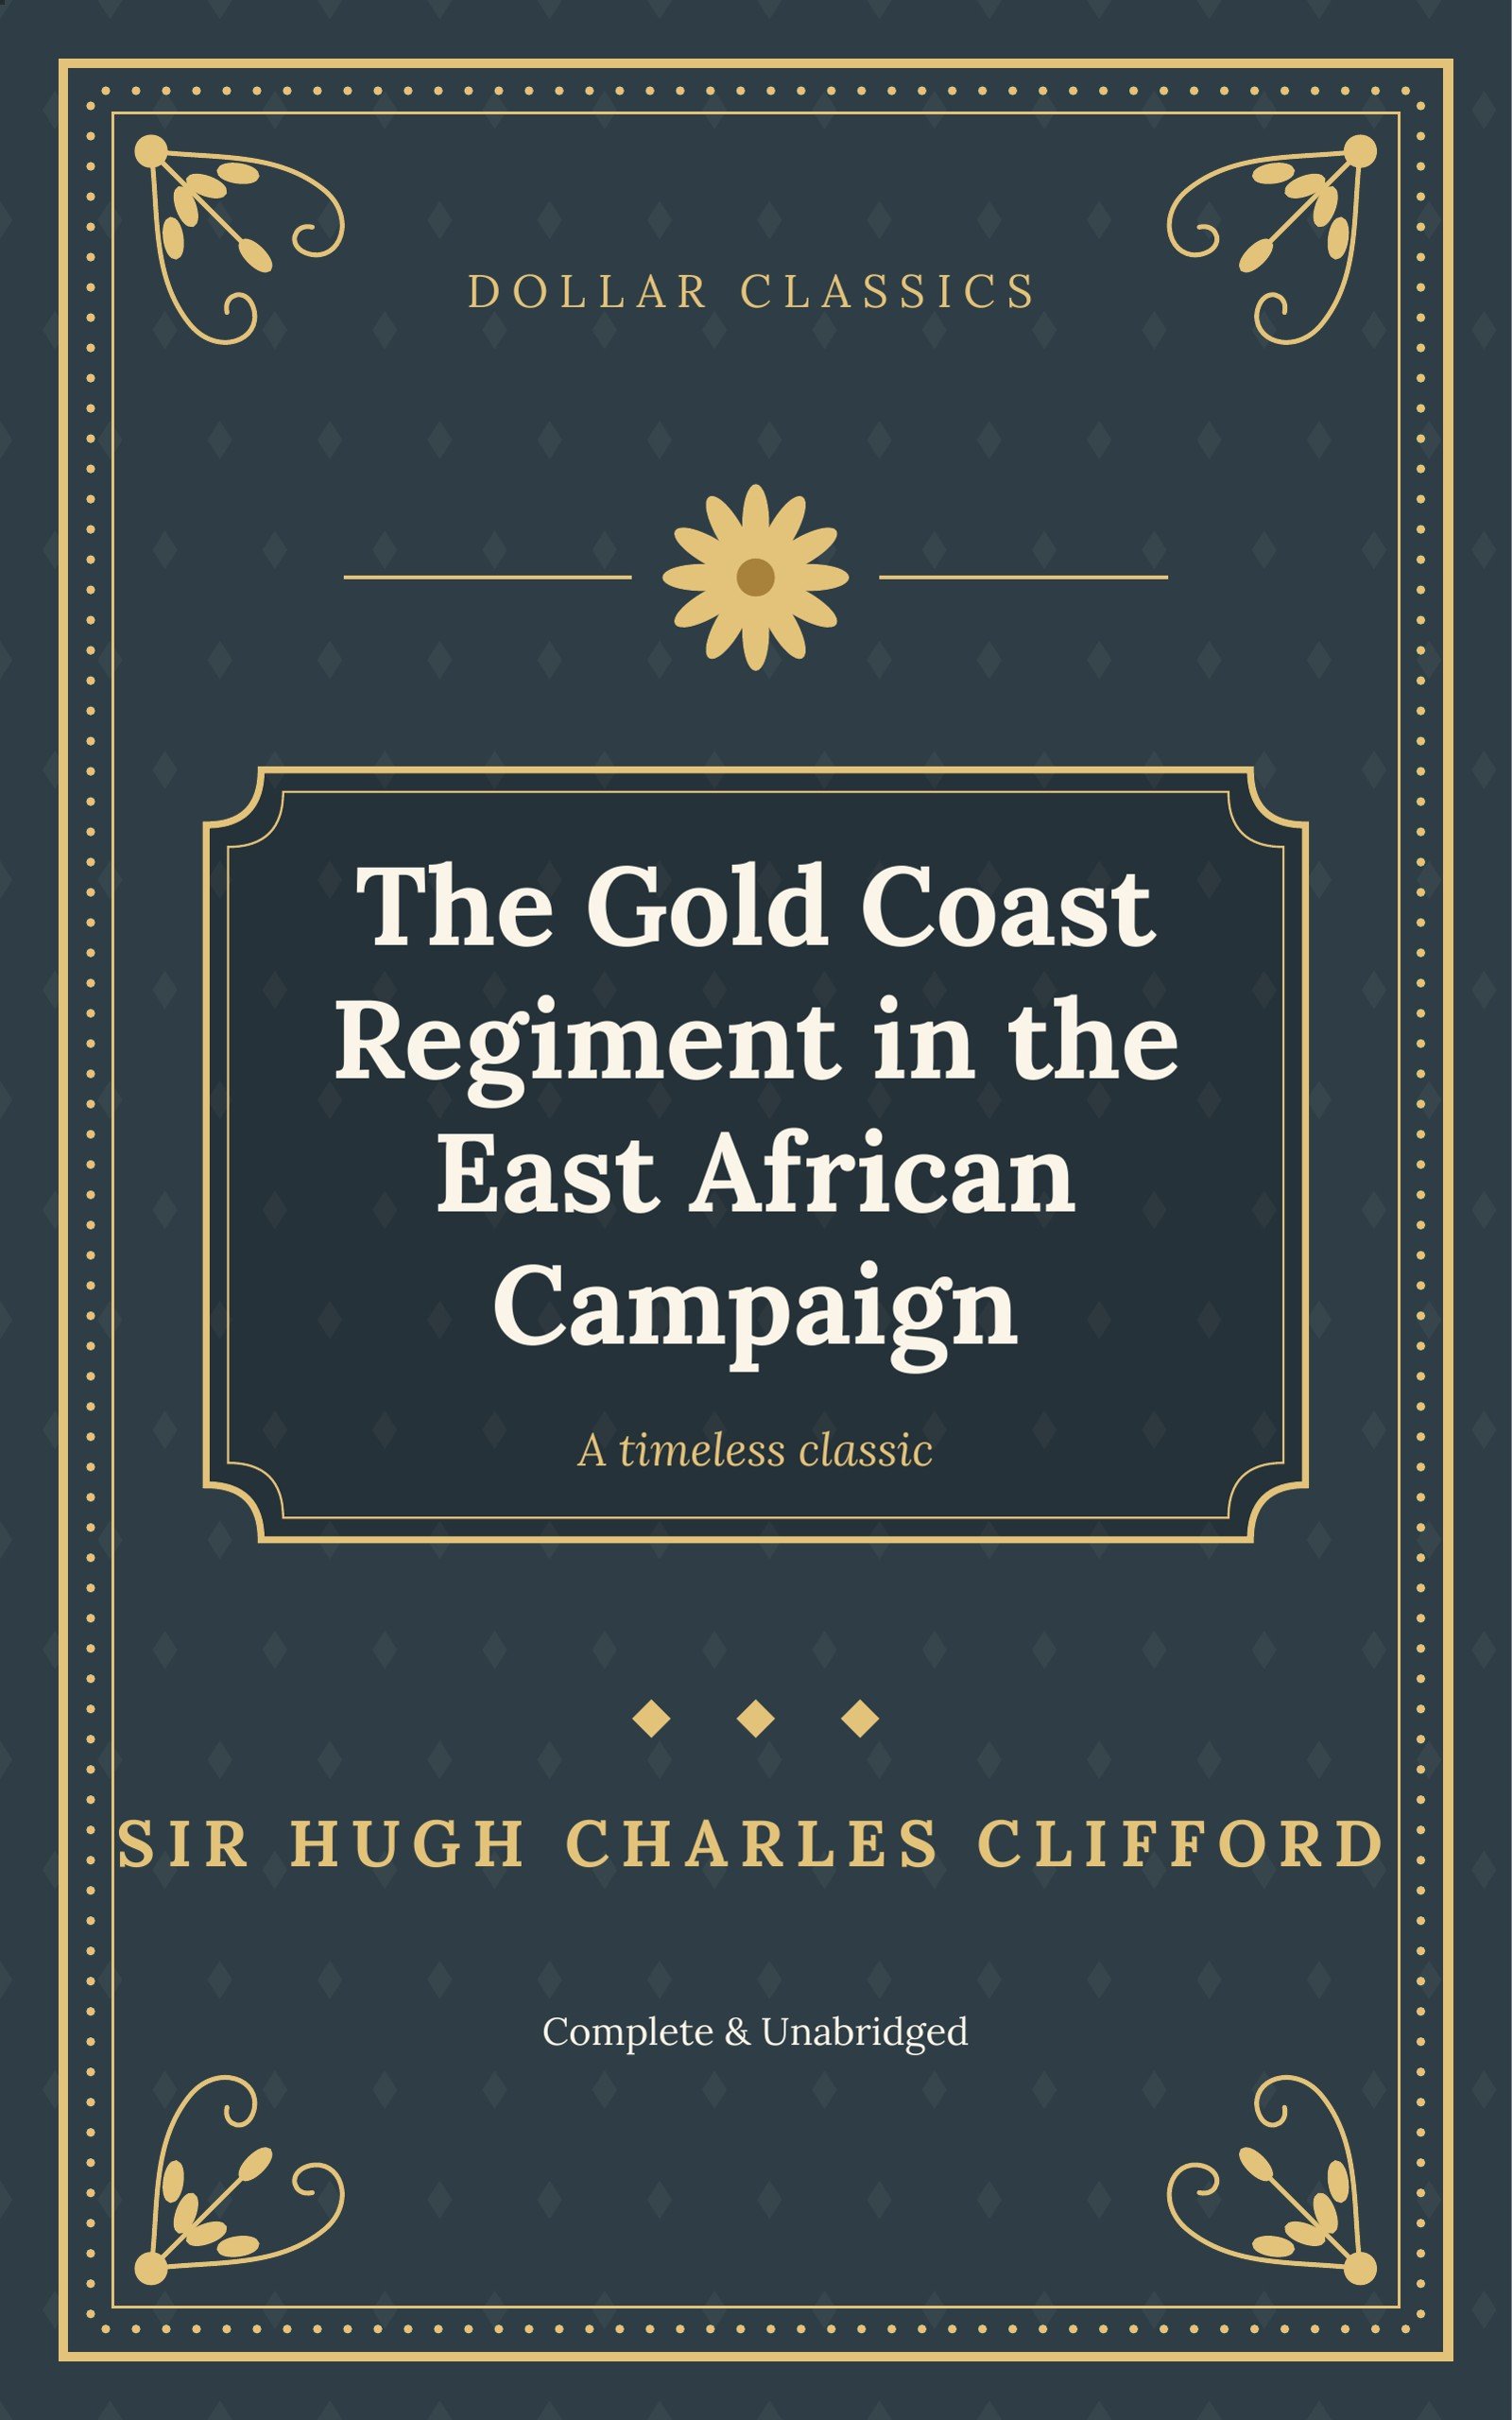 DOLLAR CLASSICS
The Gold Coast
Regiment in the
East African
Campaign
A timeless classic
SIR HUGH CHARLES CLIFFORD
Complete & Unabridged